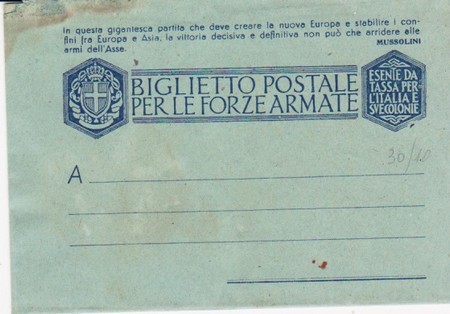 In questa gigantesca partita che deve creare la nuova Europa e stabilire i con-
fini fra Europa e Asia, la vittoria decisiva e definitiva non può che arridere alle
armi dell'Asse.
MUSSOLINI
BIGLIETTO POSTALE
PER LE FORZE ARMATE
ESENTE DA
TASSA PER
L'ITALIA E
SVE COLONIE
30/10
A